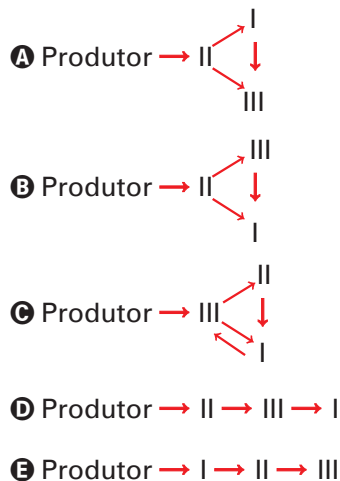 I
A Produtor → II
III
III
B Produtor → II
I
II
C Produtor → III
I
D Produtor → II → III → I
E Produtor → I → II → III